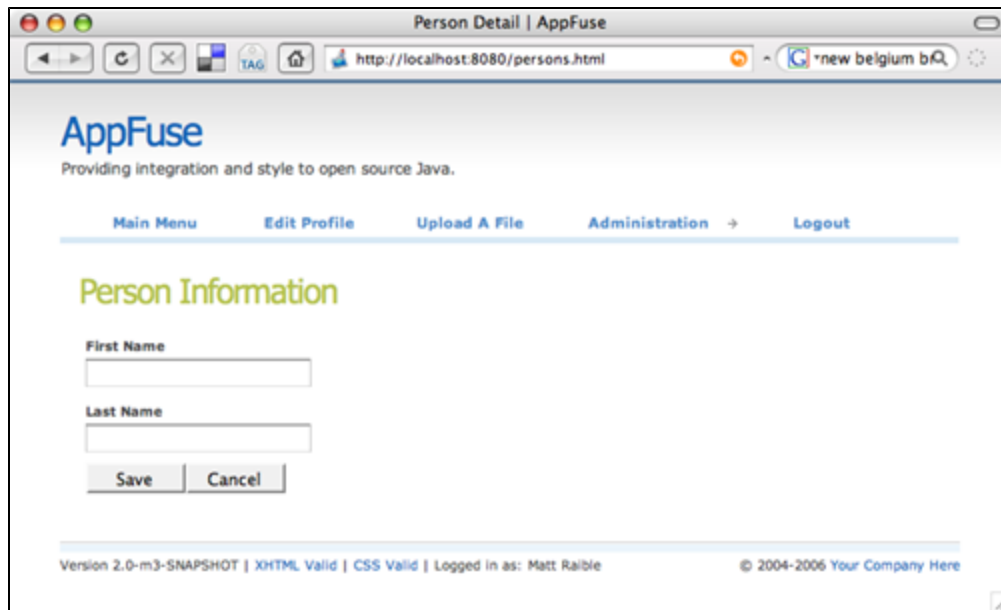 Person Detail | AppFuse
TAG
http://localhost:8080/persons.html
G
new belgium b
AppFuse
Providing integration and style to open source Java.
Main Menu Edit Profile Upload A File Administration → Logout
Person Information
First Name
Last Name
Save Cancel
Version 2.0-m3-SNAPSHOT | XHTML Valid | CSS Valid | Logged in as: Matt Raible © 2004-2006 Your Company Here